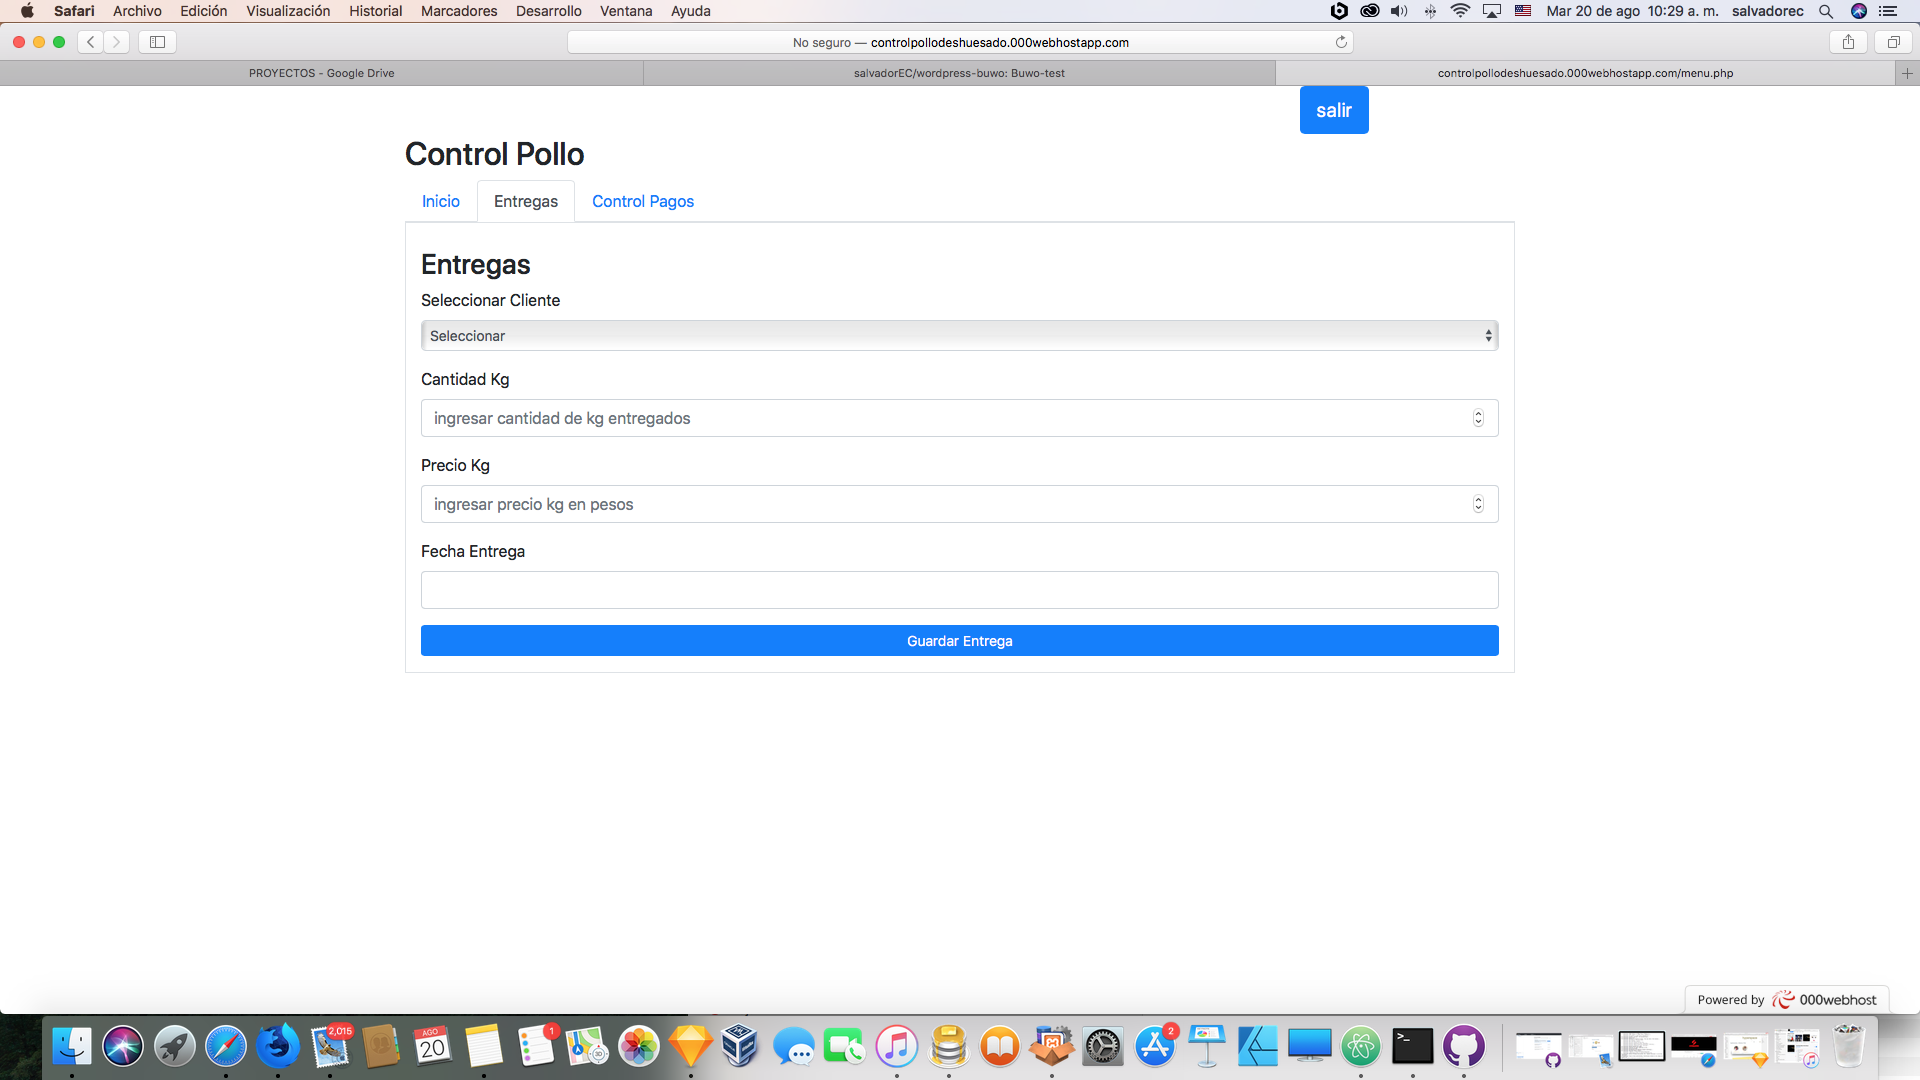 Safari Archivo Edición Visualización Historial Marcadores Desarrollo Ventana Ayuda Mar 20 de ago 10:29 a. m. salvadorec
No seguro — controlpollodeshuesado.000webhostapp.com
PROYECTOS - Google Drive salvadorEC/wordpress-buwo: Buwo-test controlpollodeshuesado.000webhostapp.com/menu.php
salir
Control Pollo
Inicio Entregas Control Pagos
Entregas
Seleccionar Cliente
Seleccionar
Cantidad Kg
ingresar cantidad de kg entregados
Precio Kg
ingresar precio kg en pesos
Fecha Entrega
Guardar Entrega
Powered by 000webhost
2,015 AGO 20 1 3D 2 >_